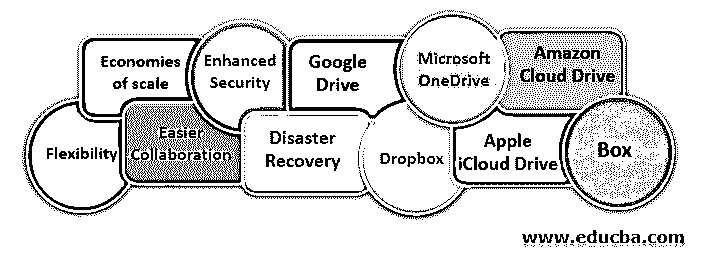 Economies
of scale
Enhanced
Security
Google
Drive
Microsoft
OneDrive
Amazon
Cloud Drive
Flexibility
Easier
Collaboration
Disaster
Recovery
Dropbox
Apple
iCloud Drive
Box
www.educba.com